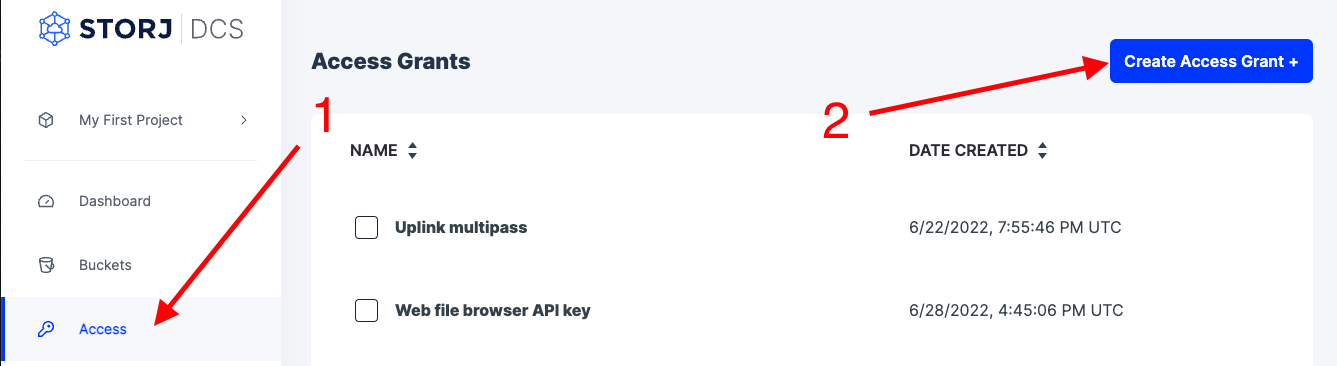 STORJ DCS
Access Grants
Create Access Grant +
1
2
My First Project
NAME
DATE CREATED
Dashboard
Uplink multipass
6/22/2022, 7:55:46 PM UTC
Buckets
Web file browser API key
6/28/2022, 4:45:06 PM UTC
Access